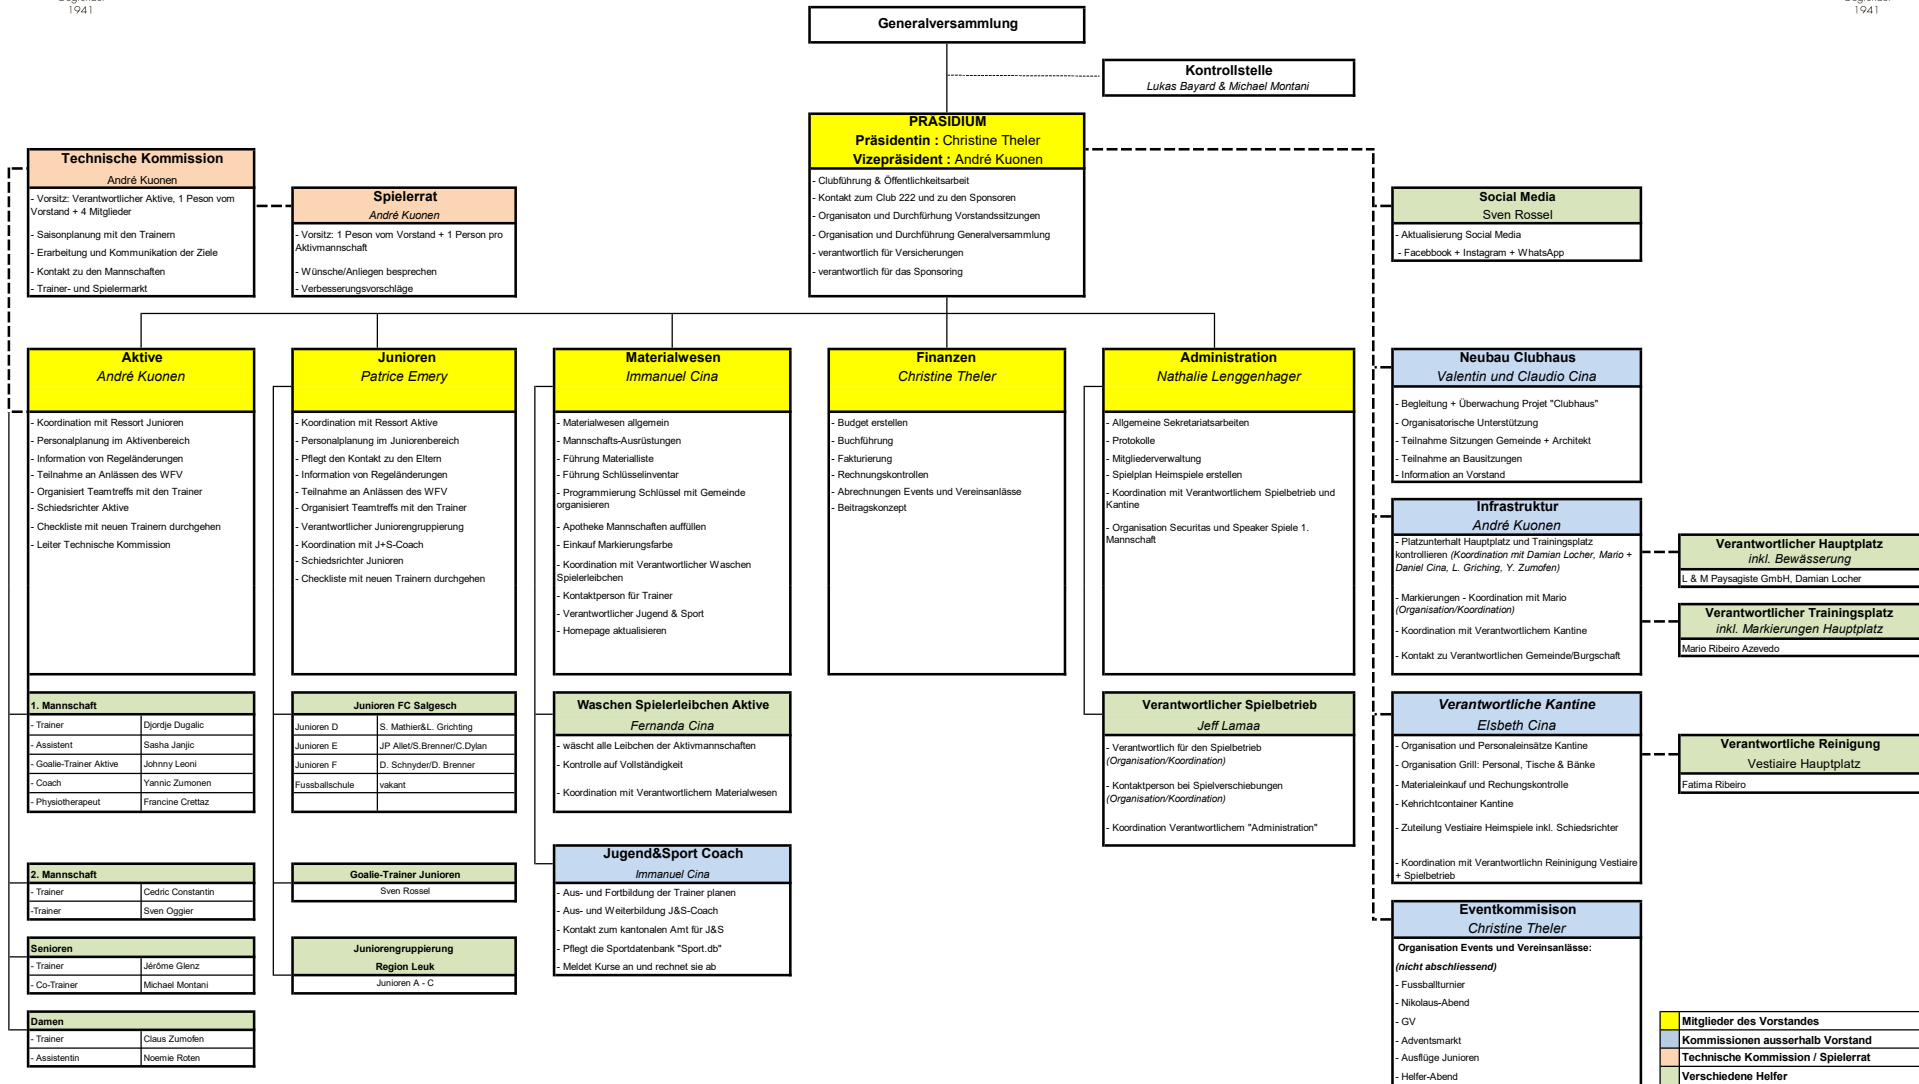 1941
1941
Generalversammlung
Kontrollstelle
Lukas Bayard & Michael Montani
PRÄSIDIUM
Präsidentin : Christine Theler
Vizepräsident : André Kuonen
- Clubführung & Öffentlichkeitsarbeit
- Kontakt zum Club 222 und zu den Sponsoren
- Organisaton und Durchfürhung Vorstandssitzungen
- Organisation und Durchführung Generalversammlung
- verantwortlich für Versicherungen
- verantwortlich für das Sponsoring
Technische Kommission
André Kuonen
- Vorsitz: Verantwortlicher Aktive, 1 Peson vom
Vorstand + 4 Mitglieder
- Saisonplanung mit den Trainern
- Erarbeitung und Kommunikation der Ziele
- Kontakt zu den Mannschaften
- Trainer- und Spielermarkt
Spielerrat
André Kuonen
- Vorsitz: 1 Peson vom Vorstand + 1 Person pro
Aktivmannschaft
- Wünsche/Anliegen besprechen
- Verbesserungsvorschläge
Social Media
Sven Rossel
- Aktualisierung Social Media
- Facebbook + Instagram + WhatsApp
Aktive
André Kuonen
- Koordination mit Ressort Junioren
- Personalplanung im Aktivenbereich
- Information von Regeländerungen
- Teilnahme an Anlässen des WFV
- Organisiert Teamtreffs mit den Trainer
- Schiedsrichter Aktive
- Checkliste mit neuen Trainern durchgehen
- Leiter Technische Kommission
Junioren
Patrice Emery
- Koordination mit Ressort Aktive
- Personalplanung im Juniorenbereich
- Pflegt den Kontakt zu den Eltern
- Information von Regeländerungen
- Teilnahme an Anlässen des WFV
- Organisiert Teamtreffs mit den Trainer
- Verantwortlicher Juniorengruppierung
- Koordination mit J+S-Coach
- Schiedsrichter Junioren
- Checkliste mit neuen Trainern durchgehen
Materialwesen
Immanuel Cina
- Materialwesen allgemein
- Mannschafts-Ausrüstungen
- Führung Materialliste
- Führung Schlüsselinventar
- Programmierung Schlüssel mit Gemeinde
organisieren
- Apotheke Mannschaften auffüllen
- Einkauf Markierungsfarbe
- Koordination mit Verantwortlicher Waschen
Spielerleibchen
- Kontaktperson für Trainer
- Verantwortlicher Jugend & Sport
- Homepage aktualisieren
Finanzen
Christine Theler
- Budget erstellen
- Buchführung
- Fakturierung
- Rechnungskontrollen
- Abrechnungen Events und Vereinsanlässe
- Beitragskonzept
Administration
Nathalie Lenggenhager
- Allgemeine Sekretariatsarbeiten
- Protokolle
- Mitgliederverwaltung
- Spielplan Heimspiele erstellen
- Koordination mit Verantwortlichem Spielbetrieb und
Kantine
- Organisation Securitas und Speaker Spiele 1.
Mannschaft
Neubau Clubhaus
Valentin und Claudio Cina
- Begleitung + Überwachung Projet "Clubhaus"
- Organisatorische Unterstützung
- Teilnahme Sitzungen Gemeinde + Architekt
- Teilnahme an Bausitzungen
- Information an Vorstand
Infrastruktur
André Kuonen
- Platzunterhalt Hauptplatz und Trainingsplatz
kontrollieren (Koordination mit Damian Locher, Mario +
Daniel Cina, L. Griching, Y. Zumofen)
- Markierungen - Koordination mit Mario
(Organisation/Koordination)
- Koordination mit Verantwortlichem Kantine
- Kontakt zu Verantwortlichen Gemeinde/Burgschaft
Verantwortlicher Hauptplatz
inkl. Bewässerung
L & M Paysagiste GmbH, Damian Locher
Verantwortlicher Trainingsplatz
inkl. Markierungen Hauptplatz
Mario Ribeiro Azevedo
1. Mannschaft
- Trainer Djordje Dugalic
- Assistent Sasha Janjic
- Goalie-Trainer Aktive Johnny Leoni
- Coach Yannic Zumonen
- Physiotherapeut Francine Crettaz
Junioren FC Salgesch
Junioren D S. Mathier&L. Grichting
Junioren E JP Allet/S.Brenner/C.Dylan
Junioren F D. Schnyder/D. Brenner
Fussballschule vakant
Waschen Spielerleibchen Aktive
Fernanda Cina
- wäscht alle Leibchen der Aktivmannschaften
- Kontrolle auf Vollständigkeit
- Koordination mit Verantwortlichem Materialwesen
Verantwortlicher Spielbetrieb
Jeff Lamaa
- Verantwortlich für den Spielbetrieb
(Organisation/Koordination)
- Kontaktperson bei Spielverschiebungen
(Organisation/Koordination)
- Koordination Verantwortlichem "Administration"
Verantwortliche Kantine
Elsbeth Cina
- Organisation und Personaleinsätze Kantine
- Organisation Grill: Personal, Tische & Bänke
- Materialeinkauf und Rechungskontrolle
- Kehrichtcontainer Kantine
- Zuteilung Vestiaire Heimspiele inkl. Schiedsrichter
- Koordination mit Verantwortlichn Reininigung Vestiaire
+ Spielbetrieb
Verantwortliche Reinigung
Vestiaire Hauptplatz
Fatima Ribeiro
2. Mannschaft
- Trainer Cedric Constantin
-Trainer Sven Oggier
Goalie-Trainer Junioren
Sven Rossel
Jugend&Sport Coach
Immanuel Cina
- Aus- und Fortbildung der Trainer planen
- Aus- und Weiterbildung J&S-Coach
- Kontakt zum kantonalen Amt für J&S
- Pflegt die Sportdatenbank "Sport.db"
- Meldet Kurse an und rechnet sie ab
Senioren
- Trainer Jérôme Glenz
- Co-Trainer Michael Montani
Juniorengruppierung
Region Leuk
Junioren A - C
Damen
- Trainer Claus Zumofen
- Assistentin Noemie Roten
Eventkommisison
Christine Theler
Organisation Events und Vereinsanlässe:
(nicht abschliessend)
- Fussballturnier
- Nikolaus-Abend
- GV
- Adventsmarkt
- Ausflüge Junioren
- Helfer-Abend
Mitglieder des Vorstandes
Kommissionen ausserhalb Vorstand
Technische Kommission / Spielerrat
Verschiedene Helfer